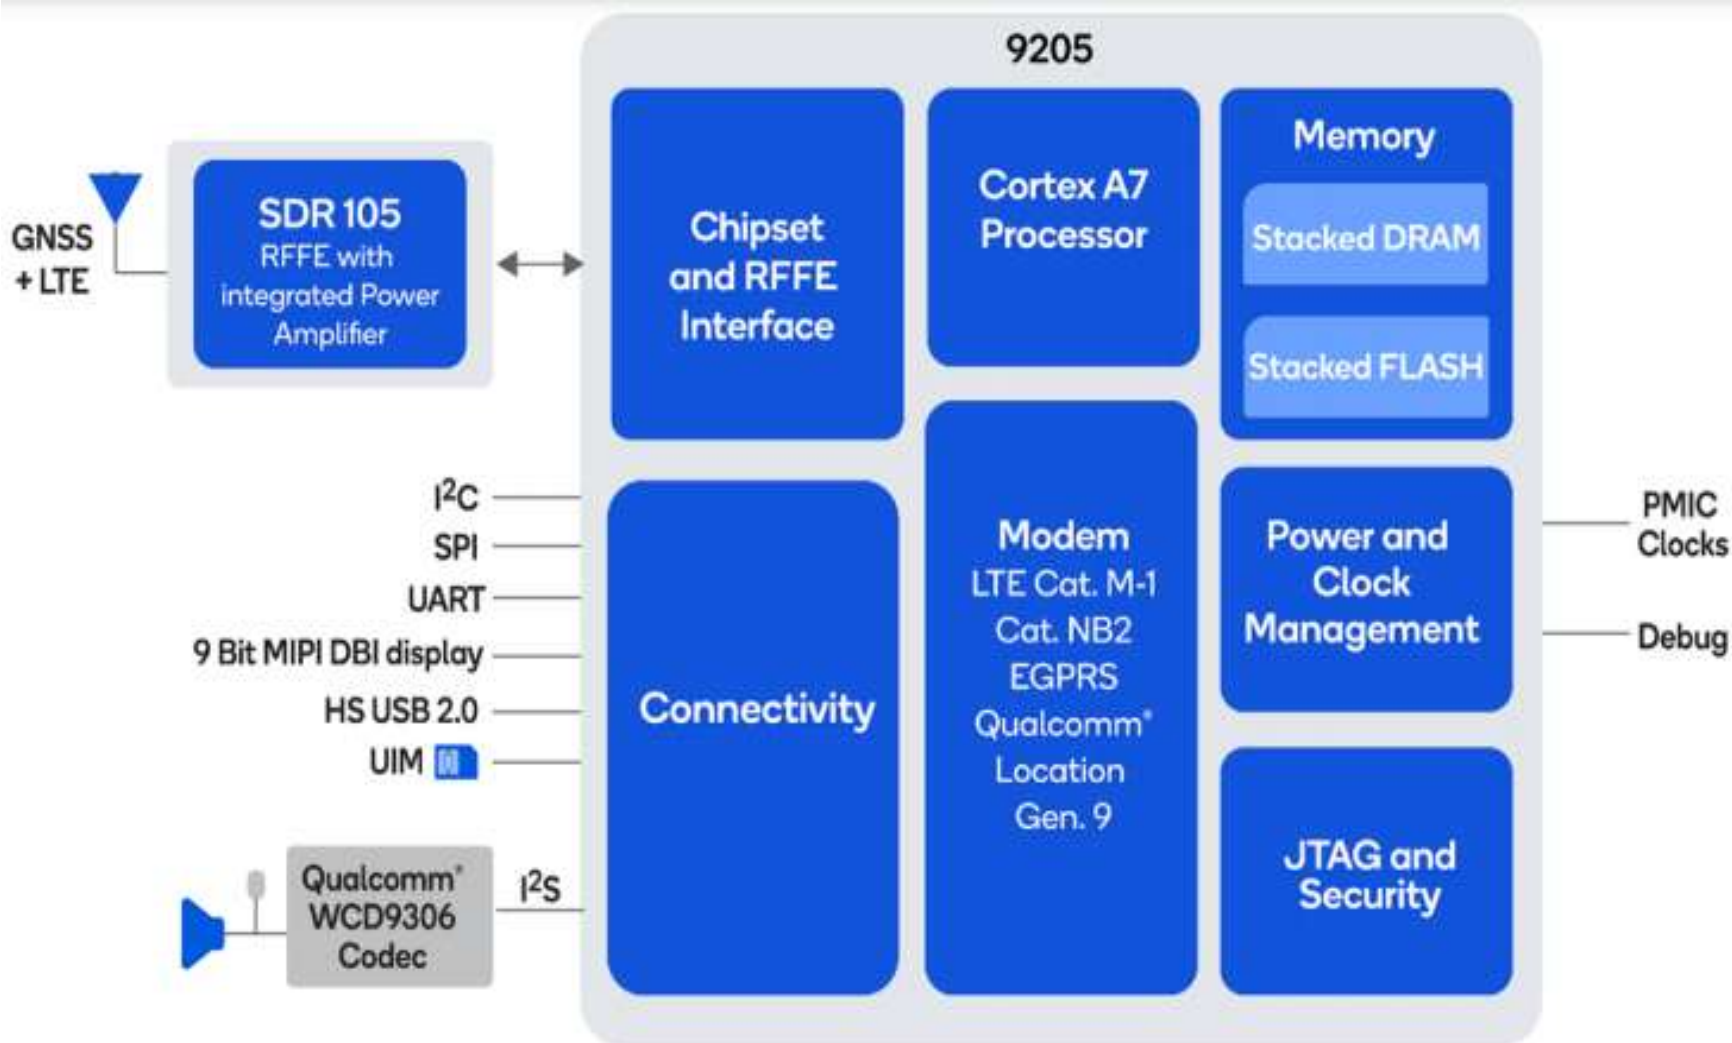 9205
GNSS
+ LTE
SDR 105
RFFE with
integrated Power
Amplifier
Chipset
and RFFE
Interface
Cortex A7
Processor
Memory
Stacked DRAM
Stacked FLASH
I²C
SPI
UART
9 Bit MIPI DBI display
HS USB 2.0
UIM
Connectivity
Modem
LTE Cat. M-1
Cat. NB2
EGPRS
Qualcomm®
Location
Gen. 9
Power and
Clock
Management
PMIC
Clocks
Debug
JTAG and
Security
Qualcomm®
WCD9306
Codec
I²S